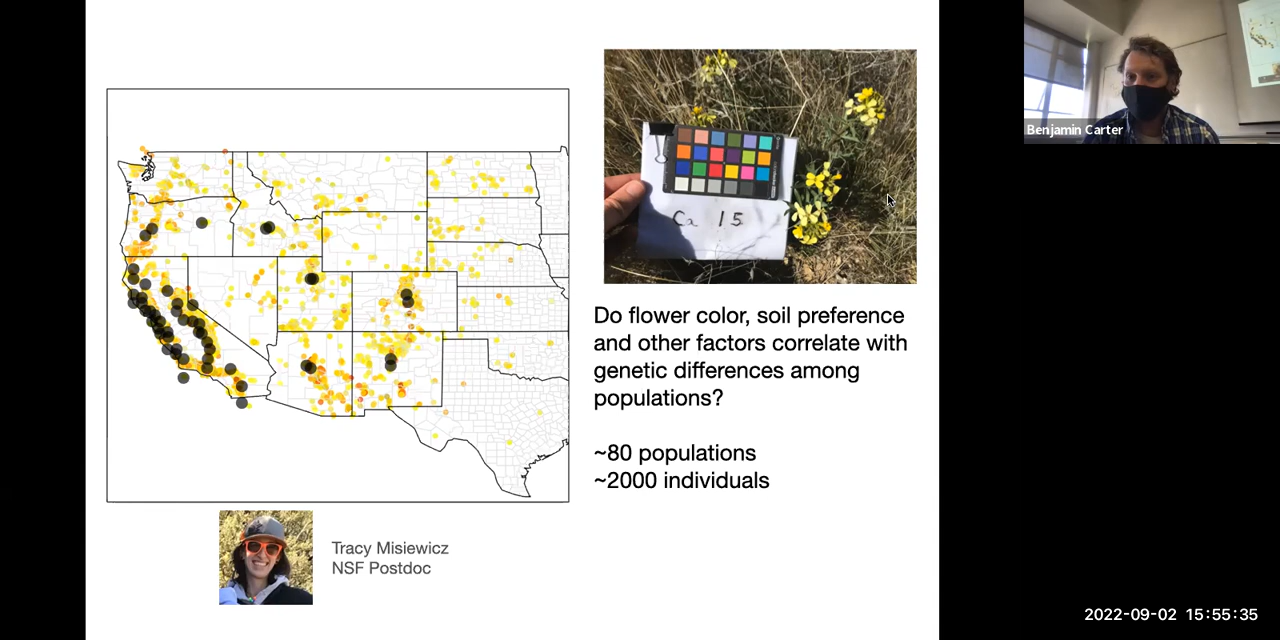 Benjamin Carter
Ca 15
Do flower color, soil preference
and other factors correlate with
genetic differences among
populations?
~80 populations
~2000 individuals
Tracy Misiewicz
NSF Postdoc
2022-09-02 15:55:35